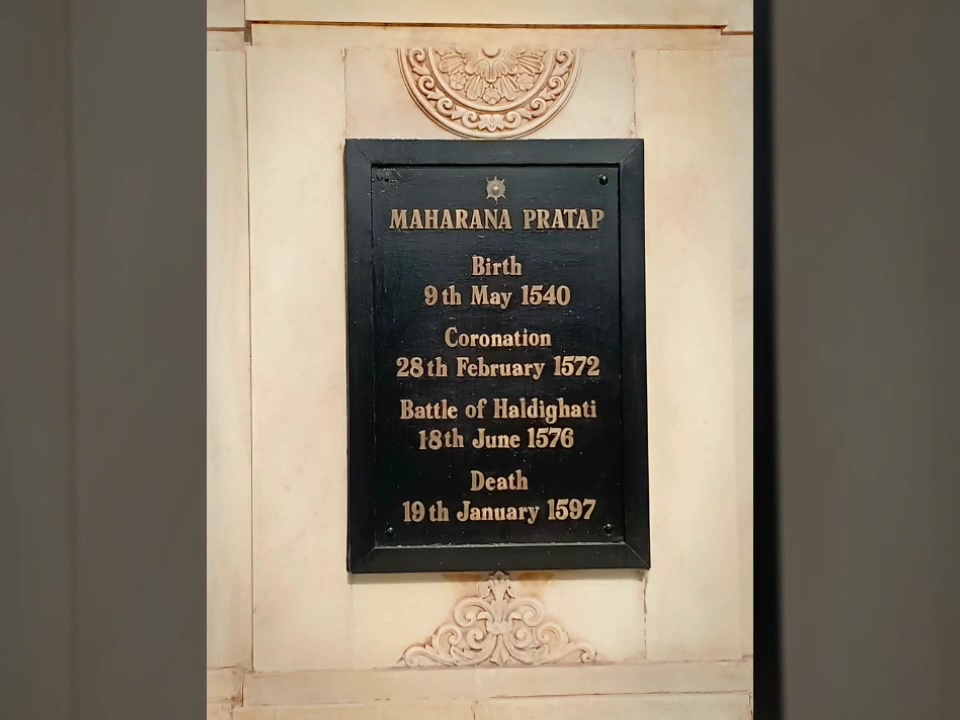 MAHARANA PRATAP
Birth
9th May 1540
Coronation
28th February 1572
Battle of Haldighati
18th June 1576
Death
19th January 1597